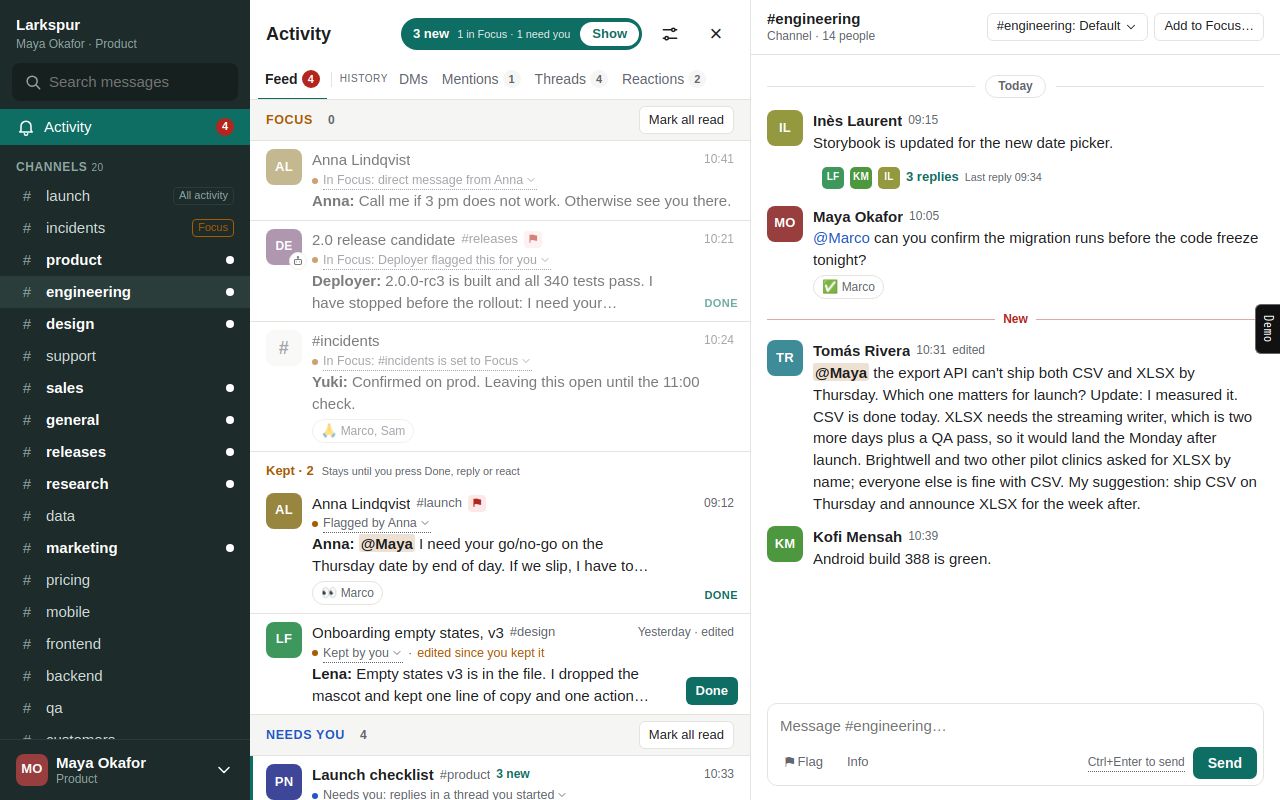 Larkspur
Maya Okafor · Product
Search messages
Activity
4
CHANNELS 20
# launch All activity
# incidents Focus
# product
# engineering
# design
# support
# sales
# general
# releases
# research
# data
# marketing
# pricing
# mobile
# frontend
# backend
# qa
# customers
MO
Maya Okafor
Product
Activity
3 new 1 in Focus · 1 need you Show
Feed 4 HISTORY DMs Mentions 1 Threads 4 Reactions 2
FOCUS 0 Mark all read
AL
Anna Lindqvist 10:41
In Focus: direct message from Anna
Anna: Call me if 3 pm does not work. Otherwise see you there.
DE
2.0 release candidate #releases 10:21
In Focus: Deployer flagged this for you
Deployer: 2.0.0-rc3 is built and all 340 tests pass. I
have stopped before the rollout: I need your…
DONE
#
#incidents 10:24
In Focus: #incidents is set to Focus
Yuki: Confirmed on prod. Leaving this open until the 11:00
check.
🙏 Marco, Sam
Kept · 2 Stays until you press Done, reply or react
AL
Anna Lindqvist #launch 09:12
Flagged by Anna
Anna: @Maya I need your go/no-go on the
Thursday date by end of day. If we slip, I have to…
👀 Marco
DONE
LF
Onboarding empty states, v3 #design Yesterday · edited
Kept by you · edited since you kept it
Lena: Empty states v3 is in the file. I dropped the
mascot and kept one line of copy and one action…
Done
NEEDS YOU 4 Mark all read
PN
Launch checklist #product 3 new 10:33
Needs you: replies in a thread you started
#engineering
Channel · 14 people
#engineering: Default
Add to Focus…
Today
IL
Inès Laurent 09:15
Storybook is updated for the new date picker.
LF KM IL 3 replies Last reply 09:34
MO
Maya Okafor 10:05
@Marco can you confirm the migration runs before the code freeze
tonight?
✅ Marco
New
TR
Tomás Rivera 10:31 edited
@Maya the export API can't ship both CSV and XLSX by
Thursday. Which one matters for launch? Update: I measured it.
CSV is done today. XLSX needs the streaming writer, which is two
more days plus a QA pass, so it would land the Monday after
launch. Brightwell and two other pilot clinics asked for XLSX by
name; everyone else is fine with CSV. My suggestion: ship CSV on
Thursday and announce XLSX for the week after.
KM
Kofi Mensah 10:39
Android build 388 is green.
Message #engineering…
Flag Info Ctrl+Enter to send Send
Demo